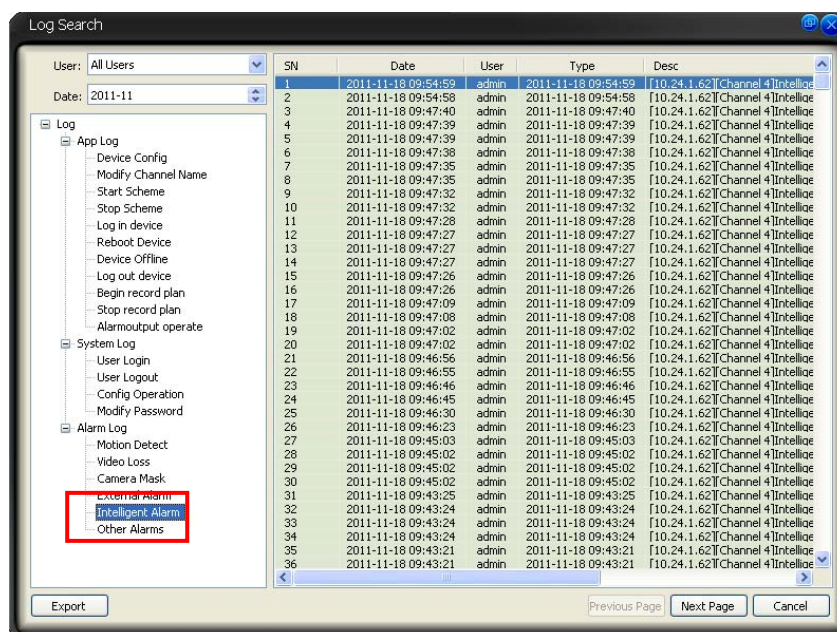 Log Search
User: All Users
Date: 2011-11
Log
App Log
Device Config
Modify Channel Name
Start Scheme
Stop Scheme
Log in device
Reboot Device
Device Offline
Log out device
Begin record plan
Stop record plan
Alarmoutput operate
System Log
User Login
User Logout
Config Operation
Modify Password
Alarm Log
Motion Detect
Video Loss
Camera Mask
External Alarm
Intelligent Alarm
Other Alarms
SN Date User Type Desc
1 2011-11-18 09:54:59 admin 2011-11-18 09:54:59 [10.24.1.62][Channel 4]Intellige
2 2011-11-18 09:54:58 admin 2011-11-18 09:54:58 [10.24.1.62][Channel 4]Intellige
3 2011-11-18 09:47:40 admin 2011-11-18 09:47:40 [10.24.1.62][Channel 4]Intellige
4 2011-11-18 09:47:39 admin 2011-11-18 09:47:39 [10.24.1.62][Channel 4]Intellige
5 2011-11-18 09:47:39 admin 2011-11-18 09:47:39 [10.24.1.62][Channel 4]Intellige
6 2011-11-18 09:47:38 admin 2011-11-18 09:47:38 [10.24.1.62][Channel 4]Intellige
7 2011-11-18 09:47:35 admin 2011-11-18 09:47:35 [10.24.1.62][Channel 4]Intellige
8 2011-11-18 09:47:35 admin 2011-11-18 09:47:35 [10.24.1.62][Channel 4]Intellige
9 2011-11-18 09:47:32 admin 2011-11-18 09:47:32 [10.24.1.62][Channel 4]Intellige
10 2011-11-18 09:47:32 admin 2011-11-18 09:47:32 [10.24.1.62][Channel 4]Intellige
11 2011-11-18 09:47:28 admin 2011-11-18 09:47:28 [10.24.1.62][Channel 4]Intellige
12 2011-11-18 09:47:27 admin 2011-11-18 09:47:27 [10.24.1.62][Channel 4]Intellige
13 2011-11-18 09:47:27 admin 2011-11-18 09:47:27 [10.24.1.62][Channel 4]Intellige
14 2011-11-18 09:47:27 admin 2011-11-18 09:47:27 [10.24.1.62][Channel 4]Intellige
15 2011-11-18 09:47:26 admin 2011-11-18 09:47:26 [10.24.1.62][Channel 4]Intellige
16 2011-11-18 09:47:26 admin 2011-11-18 09:47:26 [10.24.1.62][Channel 4]Intellige
17 2011-11-18 09:47:09 admin 2011-11-18 09:47:09 [10.24.1.62][Channel 4]Intellige
18 2011-11-18 09:47:08 admin 2011-11-18 09:47:08 [10.24.1.62][Channel 4]Intellige
19 2011-11-18 09:47:02 admin 2011-11-18 09:47:02 [10.24.1.62][Channel 4]Intellige
20 2011-11-18 09:47:02 admin 2011-11-18 09:47:02 [10.24.1.62][Channel 4]Intellige
21 2011-11-18 09:46:56 admin 2011-11-18 09:46:56 [10.24.1.62][Channel 4]Intellige
22 2011-11-18 09:46:55 admin 2011-11-18 09:46:55 [10.24.1.62][Channel 4]Intellige
23 2011-11-18 09:46:46 admin 2011-11-18 09:46:46 [10.24.1.62][Channel 4]Intellige
24 2011-11-18 09:46:45 admin 2011-11-18 09:46:45 [10.24.1.62][Channel 4]Intellige
25 2011-11-18 09:46:30 admin 2011-11-18 09:46:30 [10.24.1.62][Channel 4]Intellige
26 2011-11-18 09:46:23 admin 2011-11-18 09:46:23 [10.24.1.62][Channel 4]Intellige
27 2011-11-18 09:45:03 admin 2011-11-18 09:45:03 [10.24.1.62][Channel 4]Intellige
28 2011-11-18 09:45:02 admin 2011-11-18 09:45:02 [10.24.1.62][Channel 4]Intellige
29 2011-11-18 09:45:02 admin 2011-11-18 09:45:02 [10.24.1.62][Channel 4]Intellige
30 2011-11-18 09:45:02 admin 2011-11-18 09:45:02 [10.24.1.62][Channel 4]Intellige
31 2011-11-18 09:43:25 admin 2011-11-18 09:43:25 [10.24.1.62][Channel 4]Intellige
32 2011-11-18 09:43:24 admin 2011-11-18 09:43:24 [10.24.1.62][Channel 4]Intellige
33 2011-11-18 09:43:24 admin 2011-11-18 09:43:24 [10.24.1.62][Channel 4]Intellige
34 2011-11-18 09:43:24 admin 2011-11-18 09:43:24 [10.24.1.62][Channel 4]Intellige
35 2011-11-18 09:43:21 admin 2011-11-18 09:43:21 [10.24.1.62][Channel 4]Intellige
36 2011-11-18 09:43:21 admin 2011-11-18 09:43:21 [10.24.1.62][Channel 4]Intellige
Export Previous Page Next Page Cancel